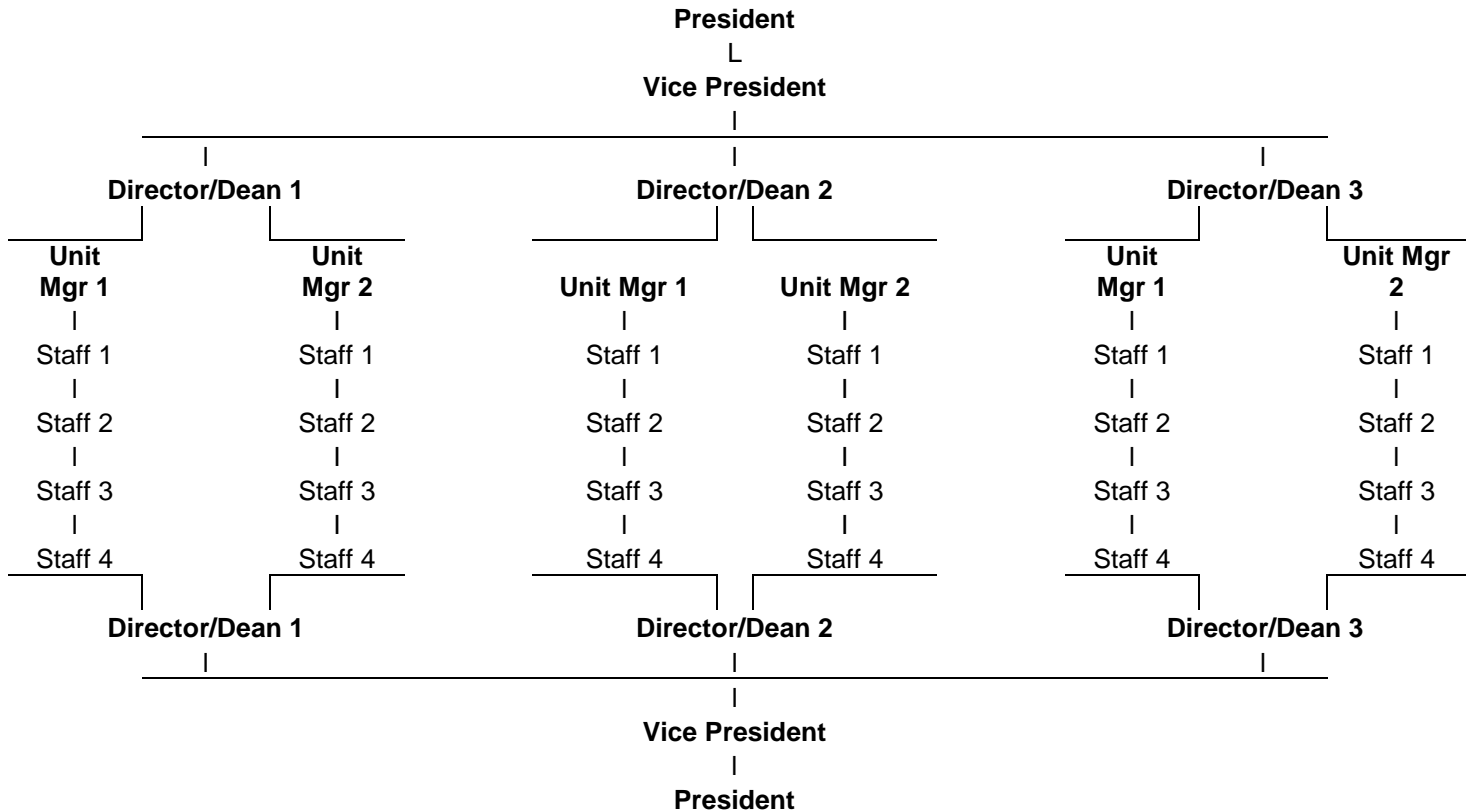 President
L
Vice President
I
I I I
Director/Dean 1 Director/Dean 2 Director/Dean 3
Unit Unit Unit Unit Mgr
Mgr 1 Mgr 2 Unit Mgr 1 Unit Mgr 2 Mgr 1 2
I I I I I I
Staff 1 Staff 1 Staff 1 Staff 1 Staff 1 Staff 1
I I I I I I
Staff 2 Staff 2 Staff 2 Staff 2 Staff 2 Staff 2
I I I I I I
Staff 3 Staff 3 Staff 3 Staff 3 Staff 3 Staff 3
I I I I I I
Staff 4 Staff 4 Staff 4 Staff 4 Staff 4 Staff 4
Director/Dean 1 Director/Dean 2 Director/Dean 3
I I I
I
Vice President
I
President